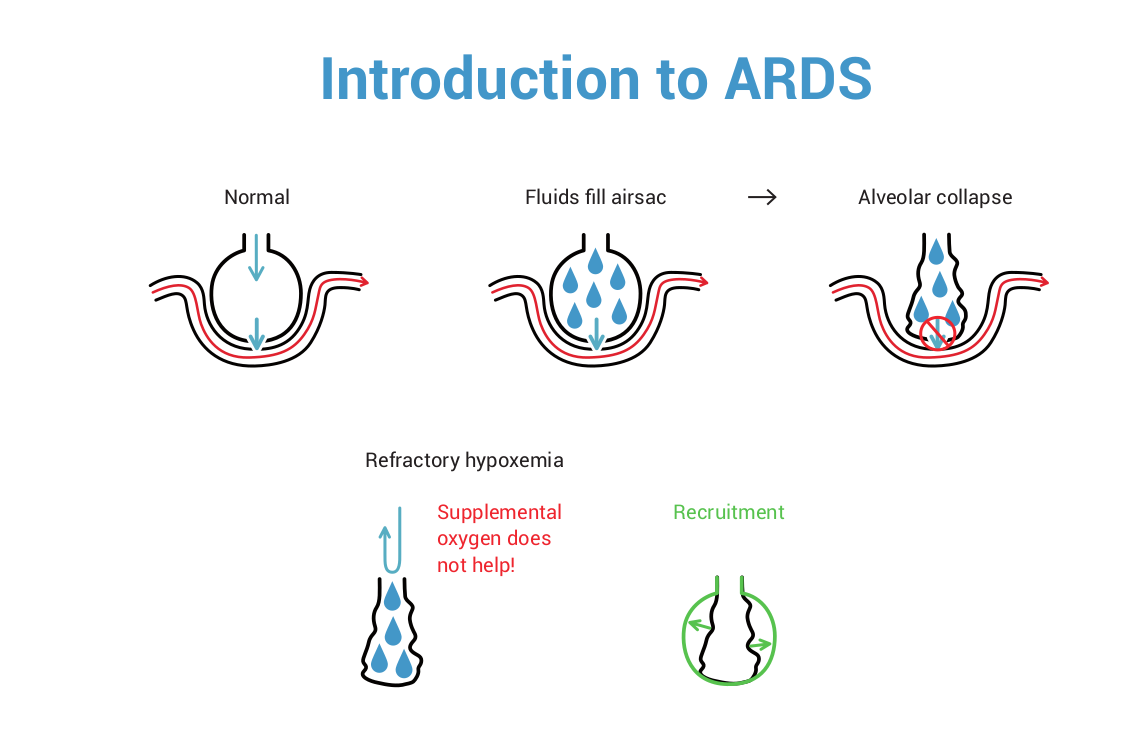 Introduction to ARDS
Normal
Fluids fill airsac
Alveolar collapse
Refractory hypoxemia
Supplemental
oxygen does
not help!
Recruitment